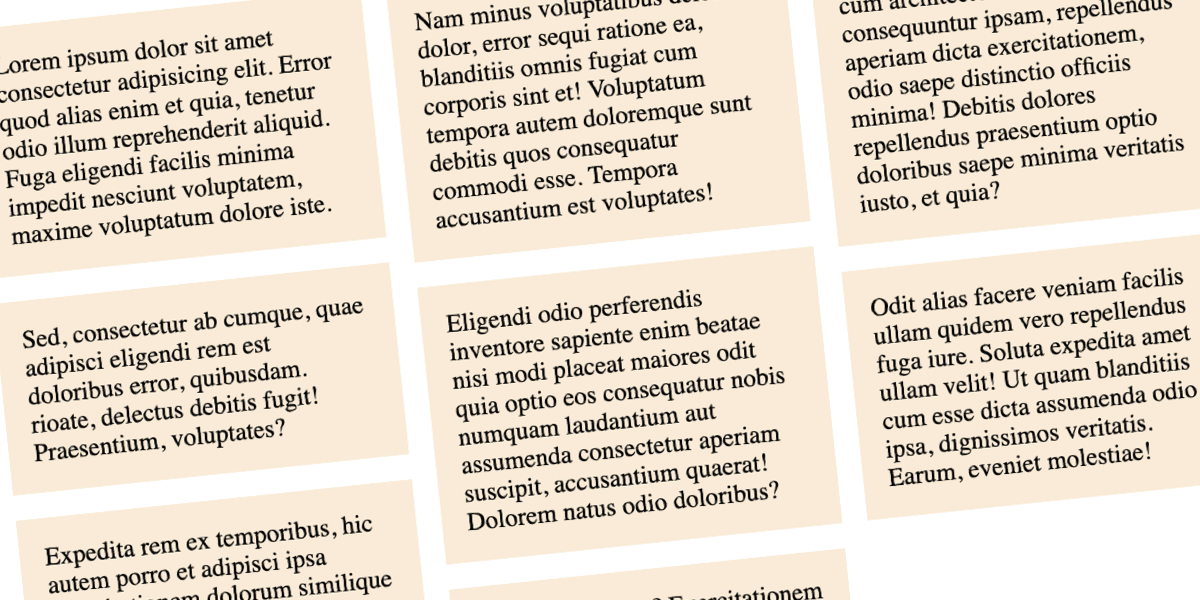 Lorem ipsum dolor sit amet
consectetur adipisicing elit. Error
quod alias enim et quia, tenetur
odio illum reprehenderit aliquid.
Fuga eligendi facilis minima
impedit nesciunt voluptatem,
maxime voluptatum dolore iste.
Sed, consectetur ab cumque, quae
adipisci eligendi rem est
doloribus error, quibusdam.
rioate, delectus debitis fugit!
Praesentium, voluptates?
Expedita rem ex temporibus, hic
autem porro et adipisci ipsa
dolorum similique
Nam minus voluptatibus
dolor, error sequi ratione ea,
blanditiis omnis fugiat cum
corporis sint et! Voluptatum
tempora autem doloremque sunt
debitis quos consequatur
commodi esse. Tempora
accusantium est voluptates!
Eligendi odio perferendis
inventore sapiente enim beatae
nisi modi placeat maiores odit
quia optio eos consequatur nobis
numquam laudantium aut
assumenda consectetur aperiam
suscipit, accusantium quaerat!
Dolorem natus odio doloribus?
Exercitationem
cum
consequuntur ipsam, repellendus
aperiam dicta exercitationem,
odio saepe distinctio officiis
minima! Debitis dolores
repellendus praesentium optio
doloribus saepe minima veritatis
iusto, et quia?
Odit alias facere veniam facilis
ullam quidem vero repellendus
fuga iure. Soluta expedita amet
ullam velit! Ut quam blanditiis
cum esse dicta assumenda odio
ipsa, dignissimos veritatis.
Earum, eveniet molestiae!